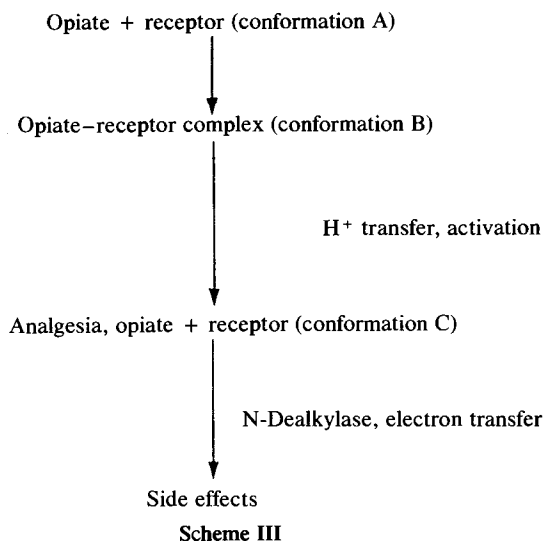 Opiate + receptor (conformation A)
Opiate–receptor complex (conformation B)
H⁺ transfer, activation
Analgesia, opiate + receptor (conformation C)
N-Dealkylase, electron transfer
Side effects
Scheme III